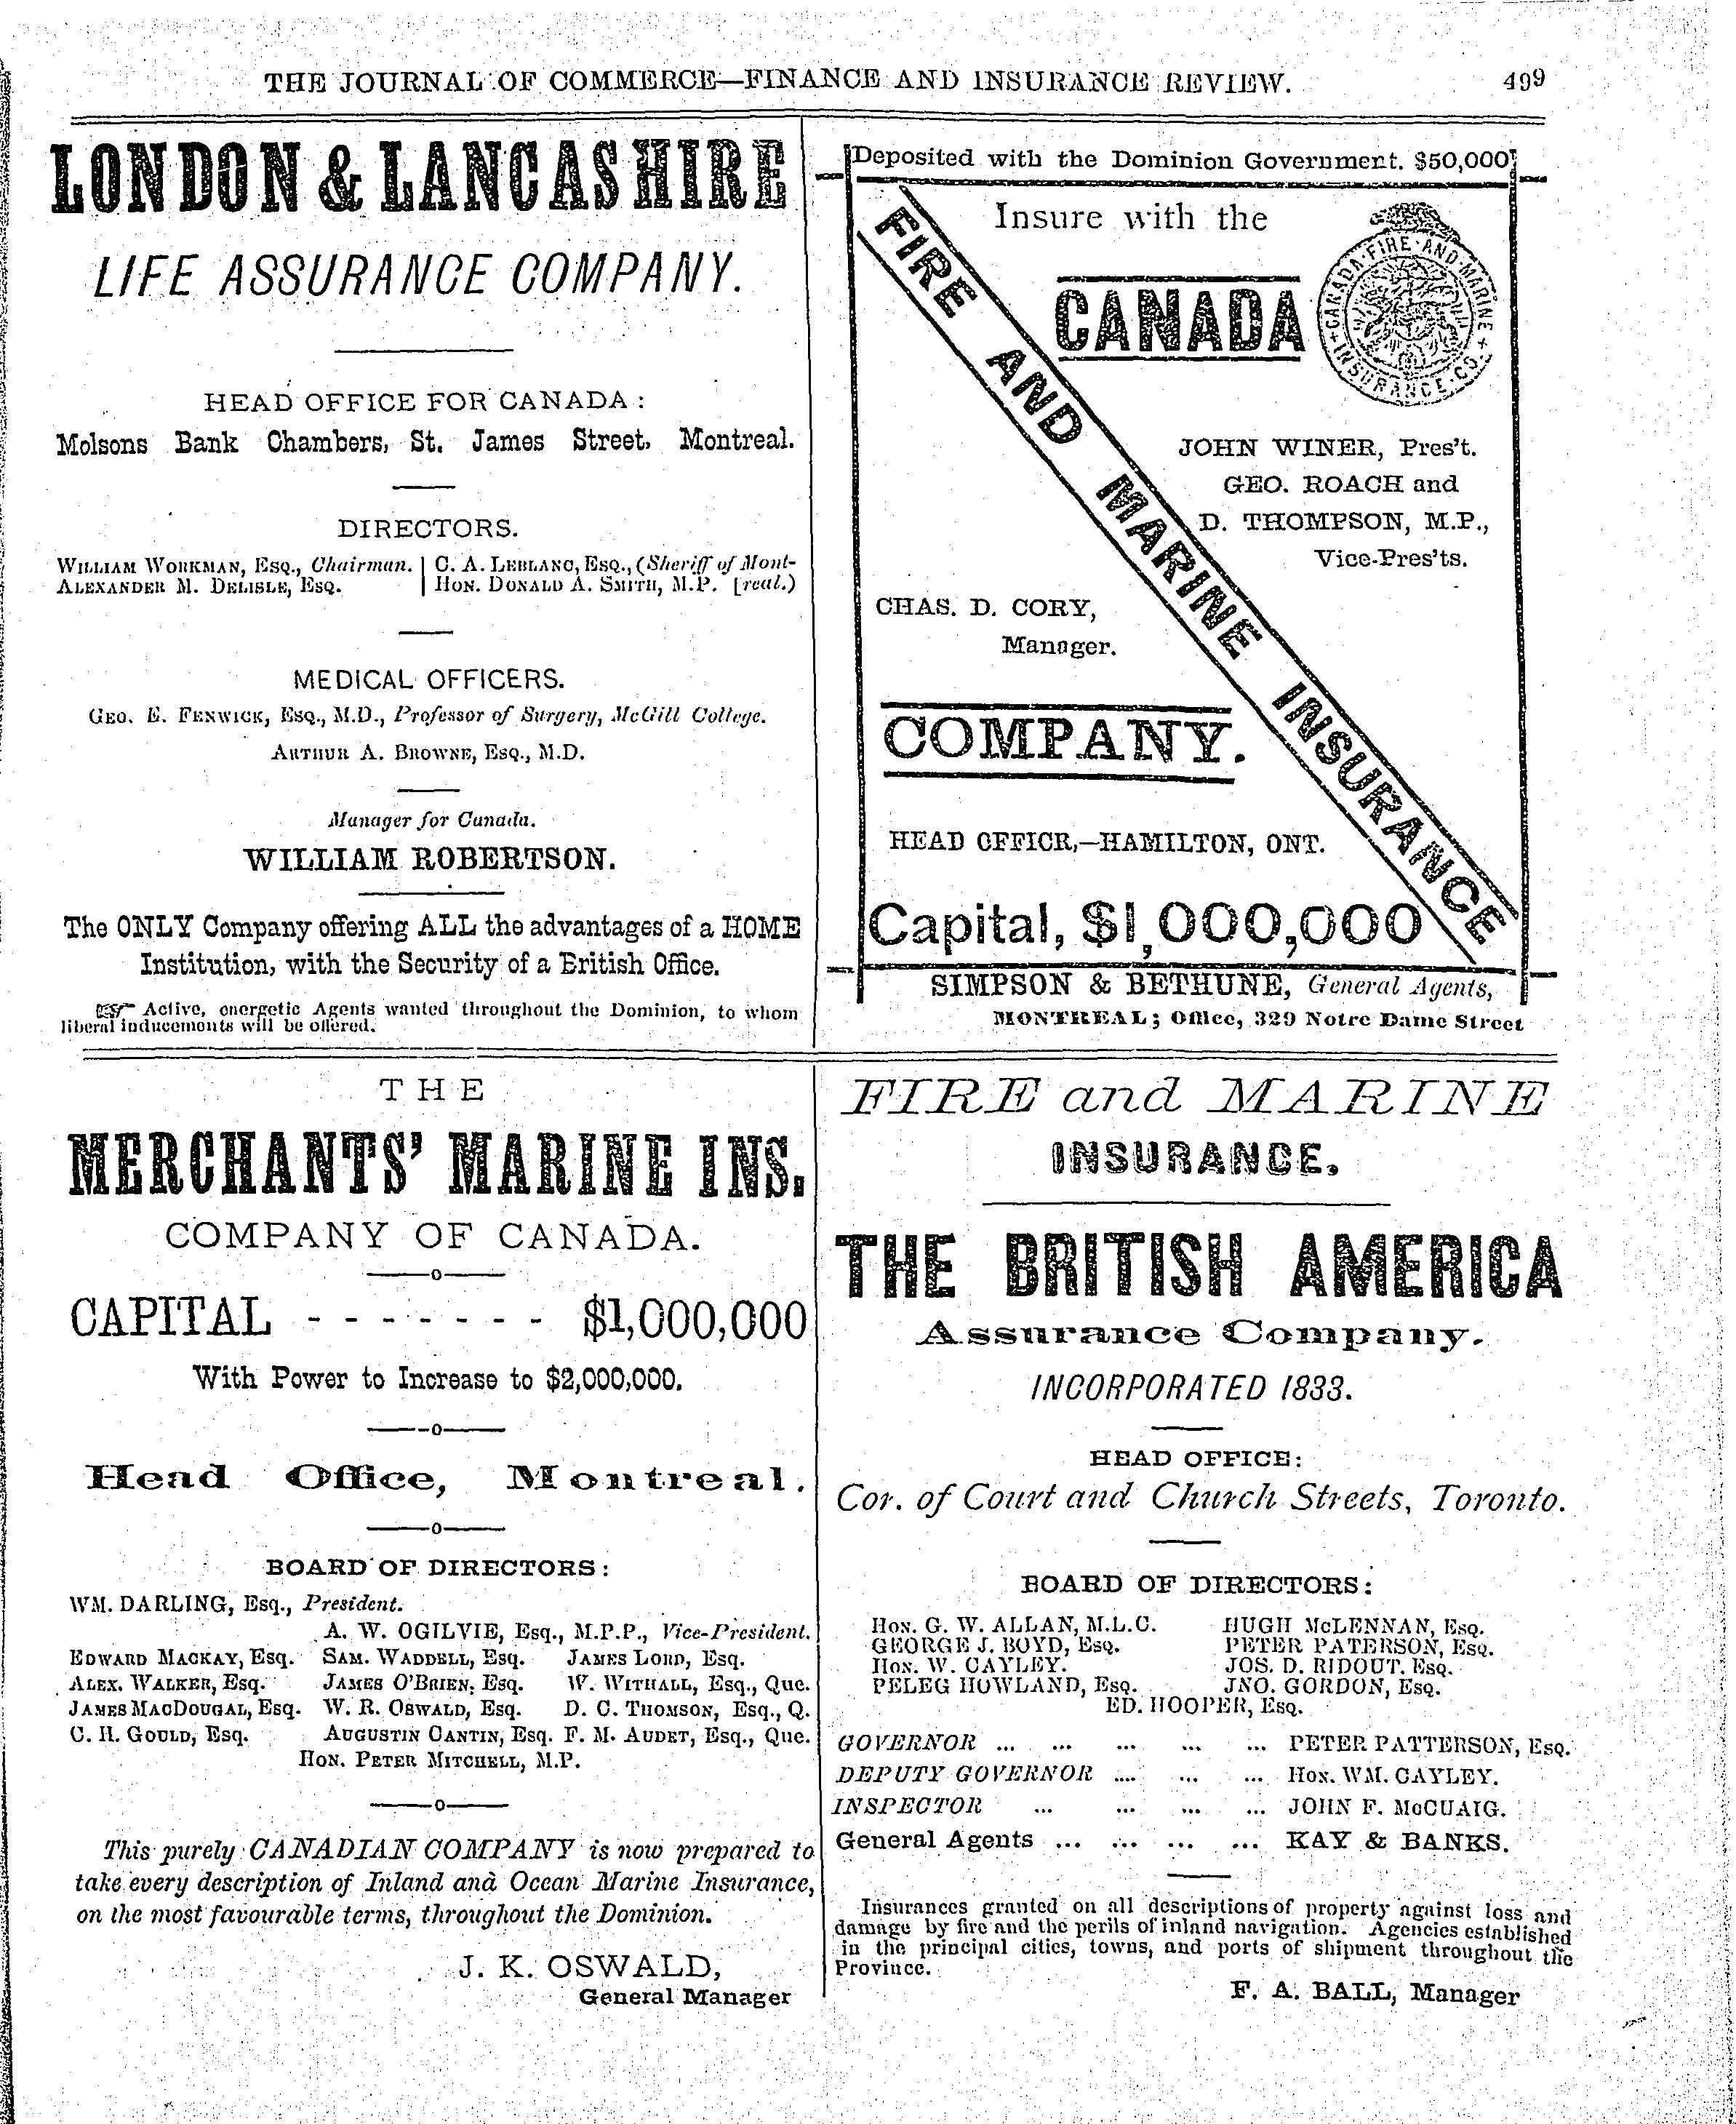 THE JOURNAL OF COMMERCE—FINANCE AND INSURANCE REVIEW. 499
LONDON & LANCASHIRE
LIFE ASSURANCE COMPANY.
HEAD OFFICE FOR CANADA:
Molsons Bank Chambers, St. James Street, Montreal.
DIRECTORS.
WILLIAM WORKMAN, ESQ., Chairman. | C. A. LEBLANC, ESQ., (Sheriff of Mont-
ALEXANDER M. DELISLE, ESQ. | HON. DONALD A. SMITH, M.P. [real.)
MEDICAL OFFICERS.
GEO. E. FENWICK, ESQ., M.D., Professor of Surgery, McGill College.
ARTHUR A. BROWNE, ESQ., M.D.
Manager for Canada.
WILLIAM ROBERTSON.
The ONLY Company offering ALL the advantages of a HOME
Institution, with the Security of a British Office.
☞ Active, energetic Agents wanted throughout the Dominion, to whom
liberal inducements will be offered.
Deposited with the Dominion Government. $50,000
Insure with the
CANADA
CANADA·FIRE·AND·MARINE
+INSURANCE·CO.+
FIRE AND MARINE INSURANCE
JOHN WINER, Pres't.
GEO. ROACH and
D. THOMPSON, M.P.,
Vice-Pres'ts.
CHAS. D. CORY,
Manager.
COMPANY.
HEAD OFFICR,—HAMILTON, ONT.
Capital, $1,000,000
SIMPSON & BETHUNE, General Agents,
MONTREAL; Office, 329 Notre Dame Street
THE
MERCHANTS' MARINE INS.
COMPANY OF CANADA.
CAPITAL - - - - - - - $1,000,000
With Power to Increase to $2,000,000.
Head Office, Montreal.
BOARD OF DIRECTORS:
WM. DARLING, Esq., President.
A. W. OGILVIE, Esq., M.P.P., Vice-President.
EDWARD MACKAY, Esq. SAM. WADDELL, Esq. JAMES LORD, Esq.
ALEX. WALKER, Esq. JAMES O'BRIEN, Esq. W. WITHALL, Esq., Que.
JAMES MACDOUGAL, Esq. W. R. OSWALD, Esq. D. C. THOMSON, Esq., Q.
C. H. GOULD, Esq. AUGUSTIN CANTIN, Esq. F. M. AUDET, Esq., Que.
HON. PETER MITCHELL, M.P.
This purely CANADIAN COMPANY is now prepared to
take every description of Inland and Ocean Marine Insurance,
on the most favourable terms, throughout the Dominion.
J. K. OSWALD,
General Manager
FIRE and MARINE
INSURANCE.
THE BRITISH AMERICA
Assurance Company.
INCORPORATED 1833.
HEAD OFFICE:
Cor. of Court and Church Streets, Toronto.
BOARD OF DIRECTORS:
HON. G. W. ALLAN, M.L.C. HUGH McLENNAN, Esq.
GEORGE J. BOYD, Esq. PETER PATERSON, Esq.
HON. W. CAYLEY. JOS. D. RIDOUT, Esq.
PELEG HOWLAND, Esq. JNO. GORDON, Esq.
ED. HOOPER, Esq.
GOVERNOR ... ... ... ... ... PETER PATTERSON, Esq.
DEPUTY GOVERNOR .... ... ... HON. WM. CAYLEY.
INSPECTOR ... ... ... ... JOHN F. McCUAIG.
General Agents ... ... ... ... KAY & BANKS.
Insurances granted on all descriptions of property against loss and
damage by fire and the perils of inland navigation. Agencies established
in the principal cities, towns, and ports of shipment throughout the
Province.
F. A. BALL, Manager